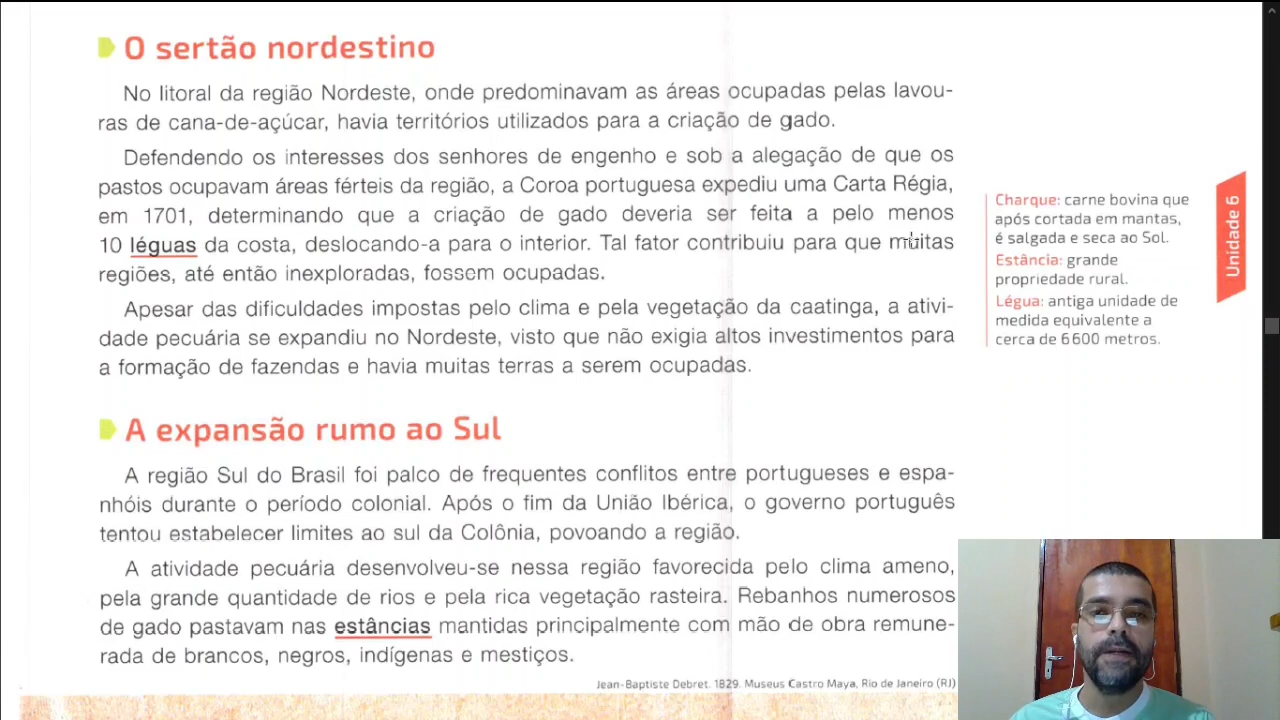 O sertão nordestino
No litoral da região Nordeste, onde predominavam as áreas ocupadas pelas lavou-
ras de cana-de-açúcar, havia territórios utilizados para a criação de gado.
Defendendo os interesses dos senhores de engenho e sob a alegação de que os
pastos ocupavam áreas férteis da região, a Coroa portuguesa expediu uma Carta Régia,
em 1701, determinando que a criação de gado deveria ser feita a pelo menos
10 léguas da costa, deslocando-a para o interior. Tal fator contribuiu para que muitas
regiões, até então inexploradas, fossem ocupadas.
Apesar das dificuldades impostas pelo clima e pela vegetação da caatinga, a ativi-
dade pecuária se expandiu no Nordeste, visto que não exigia altos investimentos para
a formação de fazendas e havia muitas terras a serem ocupadas.
Charque: carne bovina que
após cortada em mantas,
é salgada e seca ao Sol.
Estância: grande
propriedade rural.
Légua: antiga unidade de
medida equivalente a
cerca de 6 600 metros.
Unidade 6
A expansão rumo ao Sul
A região Sul do Brasil foi palco de frequentes conflitos entre portugueses e espa-
nhóis durante o período colonial. Após o fim da União Ibérica, o governo português
tentou estabelecer limites ao sul da Colônia, povoando a região.
A atividade pecuária desenvolveu-se nessa região favorecida pelo clima ameno,
pela grande quantidade de rios e pela rica vegetação rasteira. Rebanhos numerosos
de gado pastavam nas estâncias mantidas principalmente com mão de obra remune-
rada de brancos, negros, indígenas e mestiços.
Jean-Baptiste Debret. 1829. Museus Castro Maya, Rio de Janeiro (RJ)